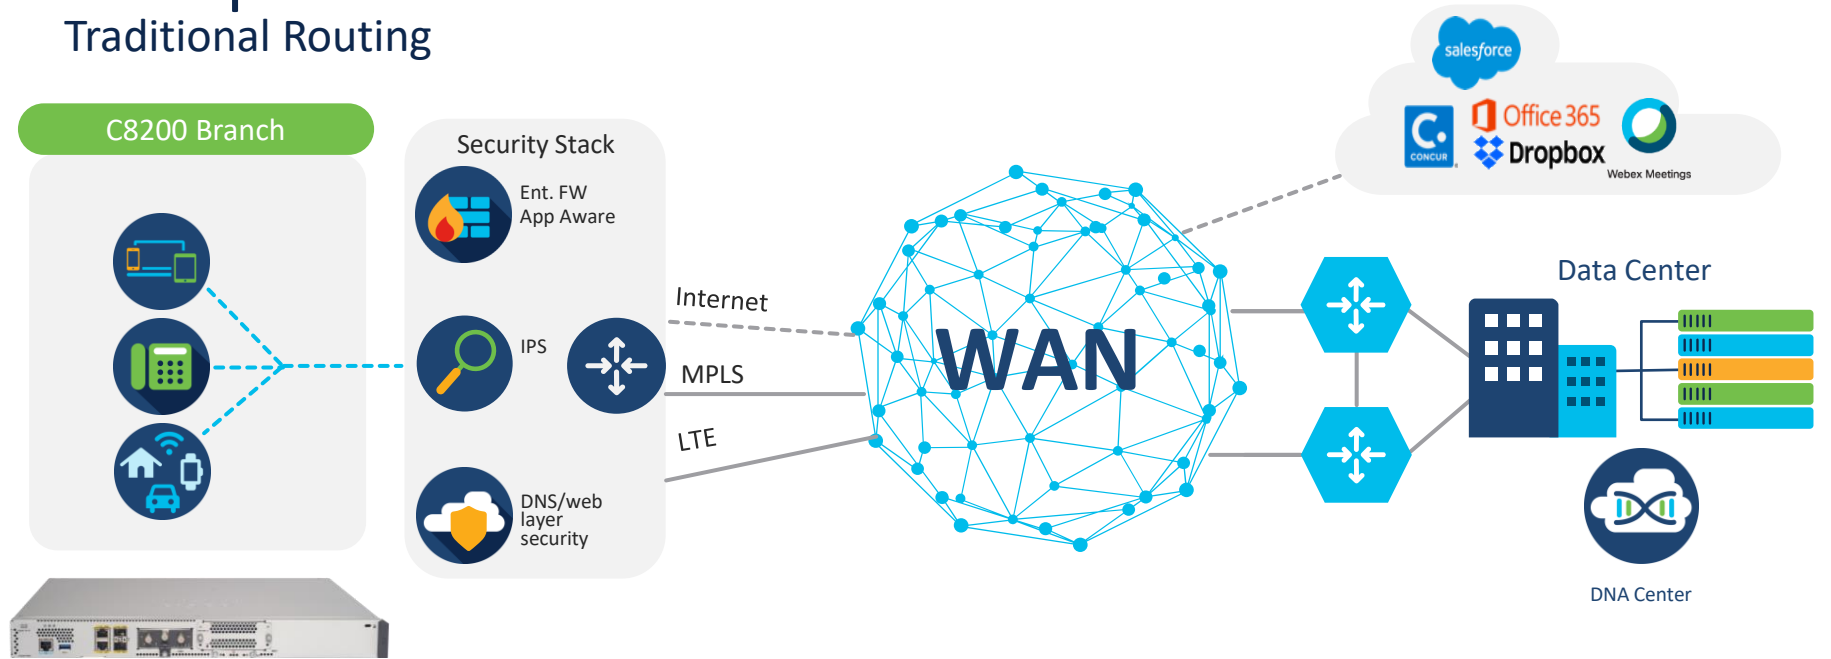 Traditional Routing
C8200 Branch
Security Stack
Ent. FW
App Aware
IPS
DNS/web
layer
security
Internet
MPLS
LTE
WAN
salesforce
C.
CONCUR
Office 365
Dropbox
Webex Meetings
Data Center
DNA Center